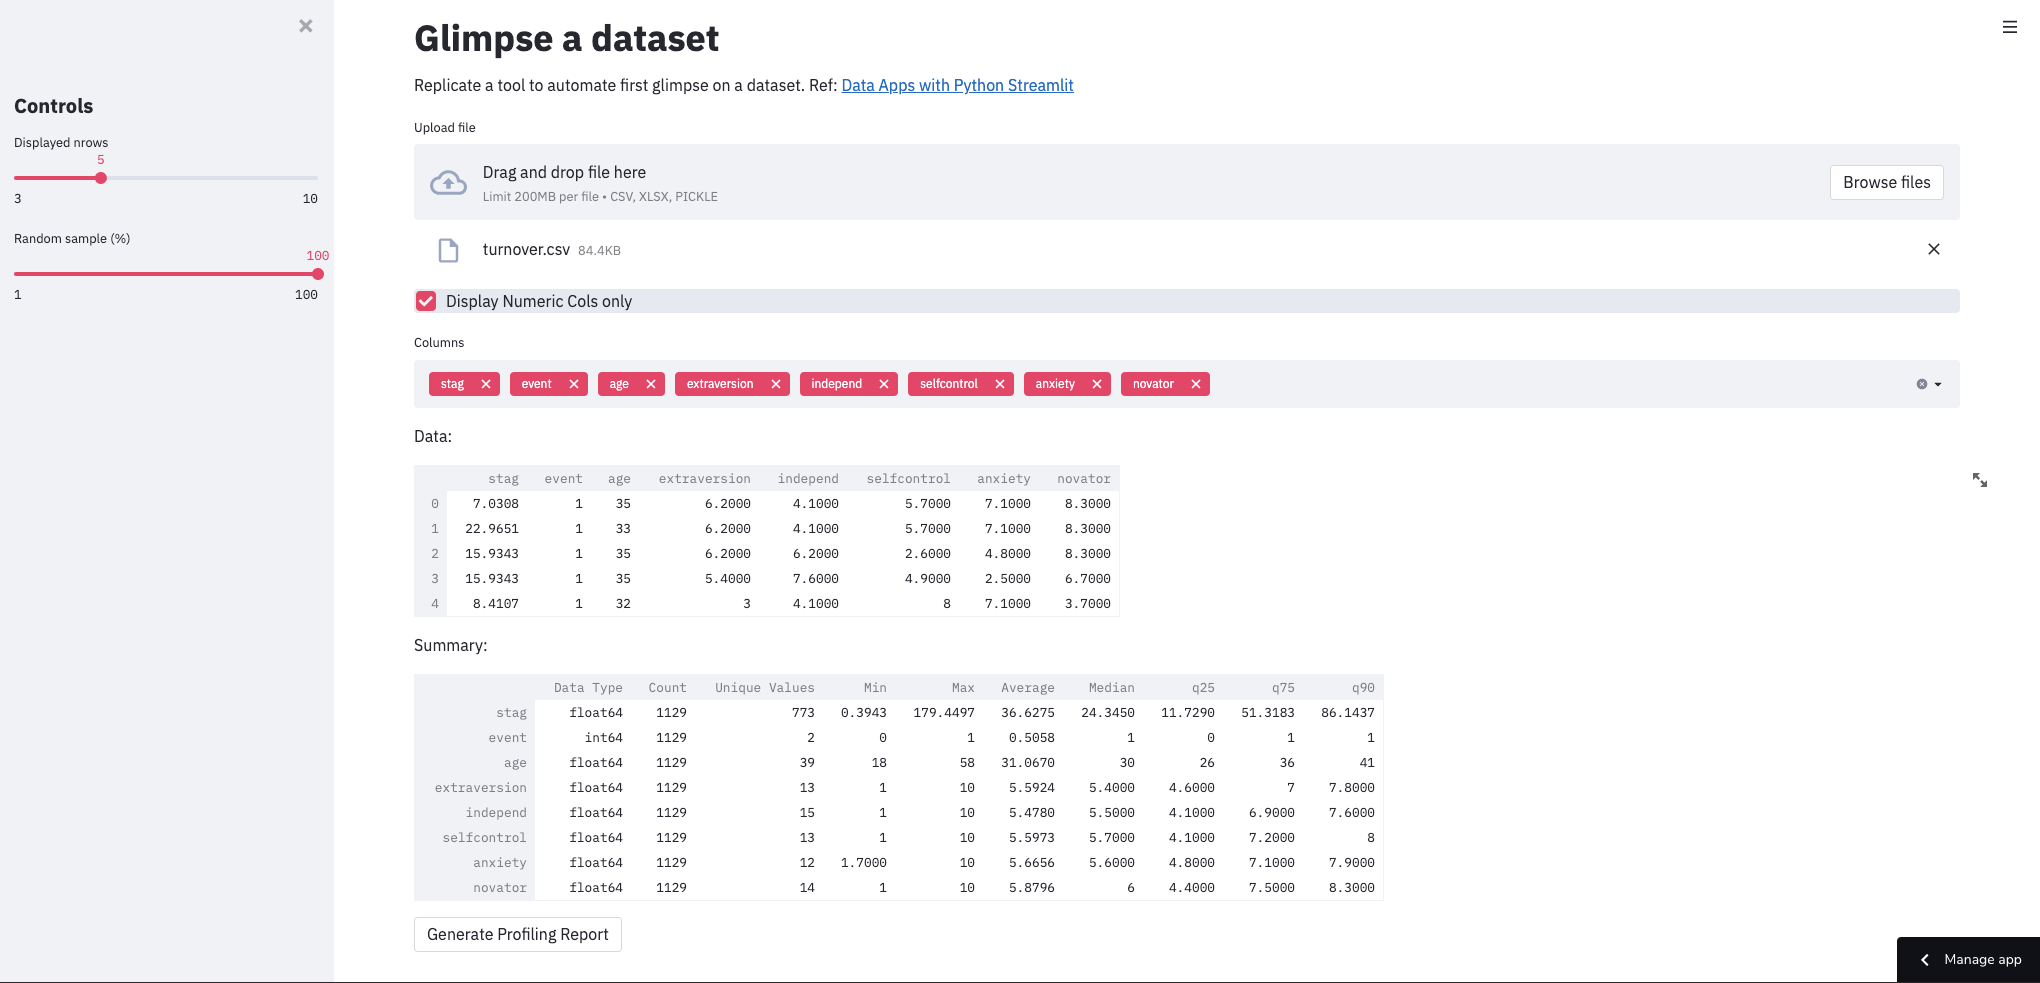 Controls
Displayed nrows
5
3 10
Random sample (%)
100
1 100
Glimpse a dataset
Replicate a tool to automate first glimpse on a dataset. Ref: Data Apps with Python Streamlit
Upload file
Drag and drop file here
Limit 200MB per file • CSV, XLSX, PICKLE
Browse files
turnover.csv 84.4KB
Display Numeric Cols only
Columns
stag event age extraversion independ selfcontrol anxiety novator
Data:
stag event age extraversion independ selfcontrol anxiety novator
0 7.0308 1 35 6.2000 4.1000 5.7000 7.1000 8.3000
1 22.9651 1 33 6.2000 4.1000 5.7000 7.1000 8.3000
2 15.9343 1 35 6.2000 6.2000 2.6000 4.8000 8.3000
3 15.9343 1 35 5.4000 7.6000 4.9000 2.5000 6.7000
4 8.4107 1 32 3 4.1000 8 7.1000 3.7000
Summary:
Data Type Count Unique Values Min Max Average Median q25 q75 q90
stag float64 1129 773 0.3943 179.4497 36.6275 24.3450 11.7290 51.3183 86.1437
event int64 1129 2 0 1 0.5058 1 0 1 1
age float64 1129 39 18 58 31.0670 30 26 36 41
extraversion float64 1129 13 1 10 5.5924 5.4000 4.6000 7 7.8000
independ float64 1129 15 1 10 5.4780 5.5000 4.1000 6.9000 7.6000
selfcontrol float64 1129 13 1 10 5.5973 5.7000 4.1000 7.2000 8
anxiety float64 1129 12 1.7000 10 5.6656 5.6000 4.8000 7.1000 7.9000
novator float64 1129 14 1 10 5.8796 6 4.4000 7.5000 8.3000
Generate Profiling Report
Manage app